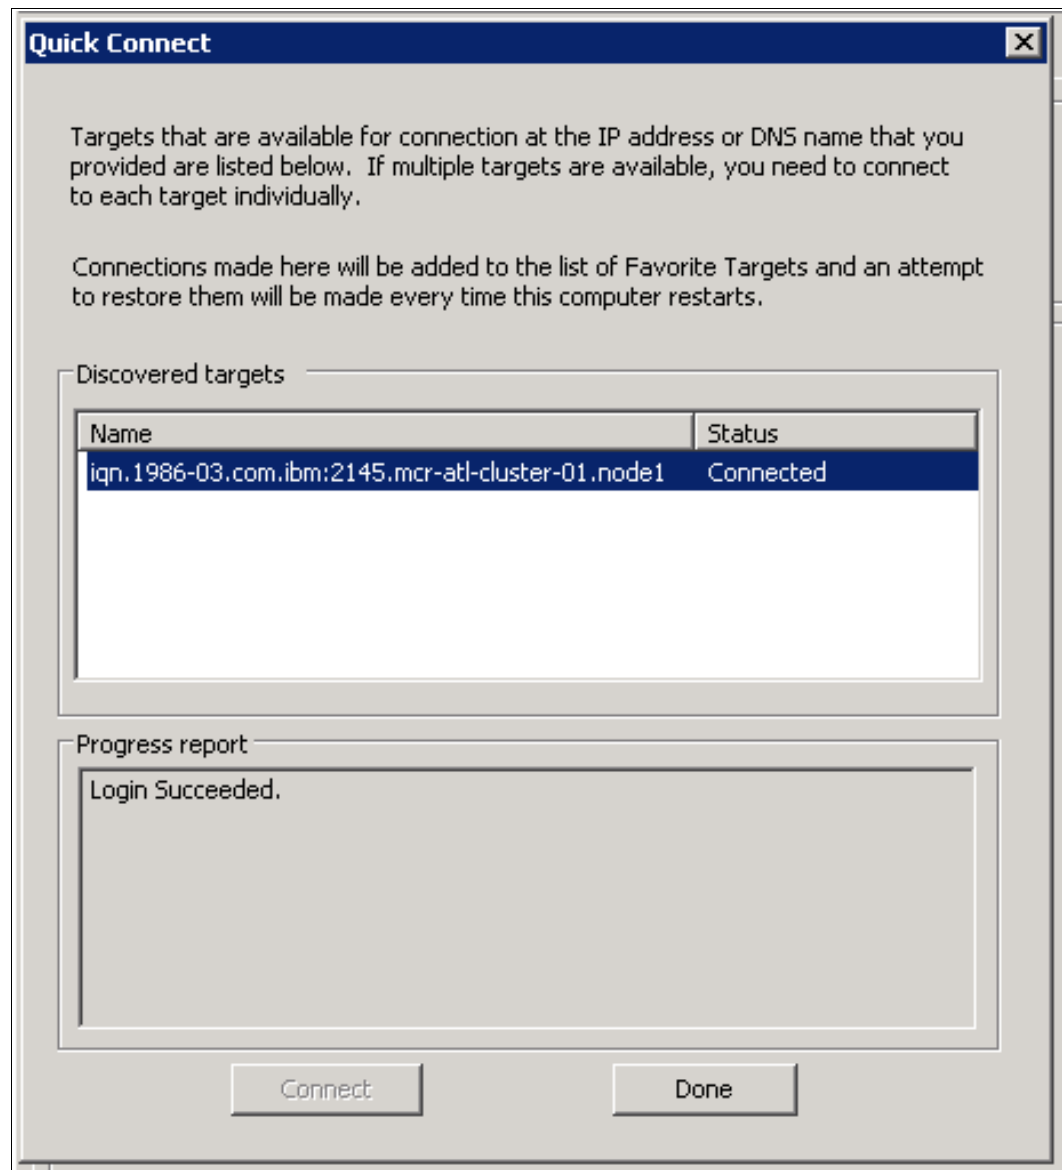 Quick Connect
Targets that are available for connection at the IP address or DNS name that you
provided are listed below.  If multiple targets are available, you need to connect
to each target individually.
Connections made here will be added to the list of Favorite Targets and an attempt
to restore them will be made every time this computer restarts.
Discovered targets
Name Status
iqn.1986-03.com.ibm:2145.mcr-atl-cluster-01.node1 Connected
Progress report
Login Succeeded.
Connect Done